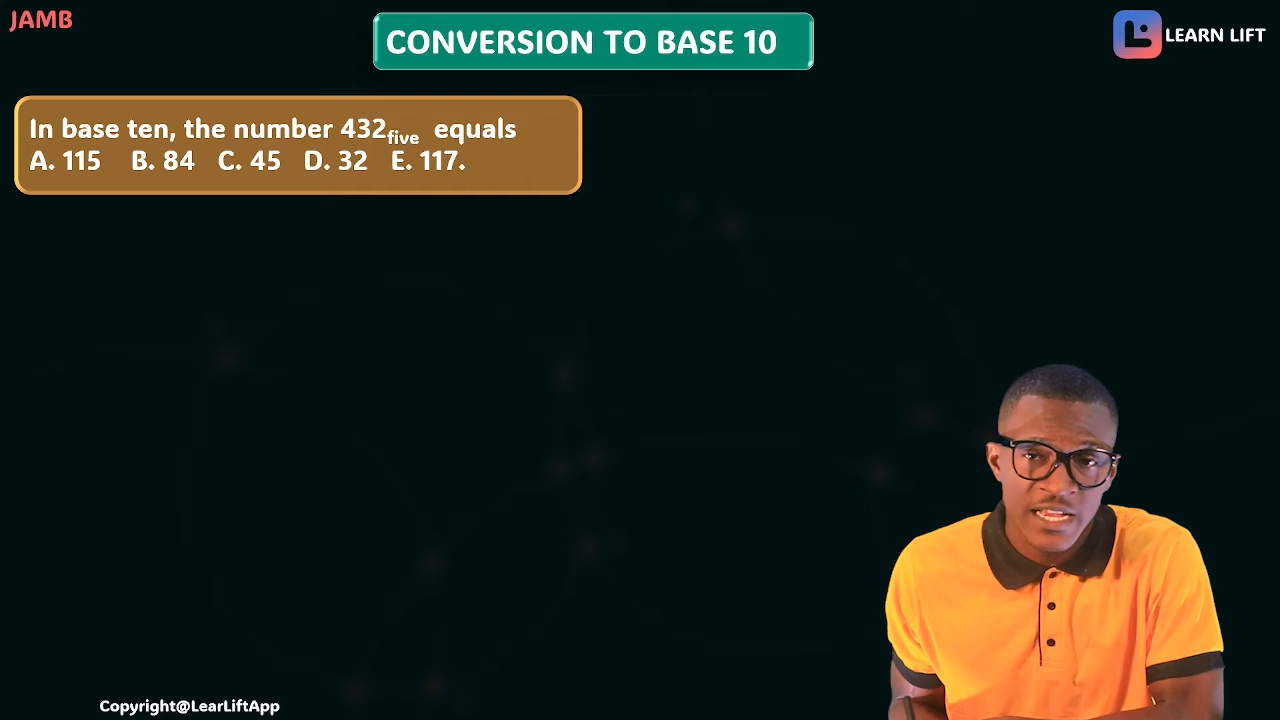 JAMB
CONVERSION TO BASE 10
LEARN LIFT
In base ten, the number 432five equals
A. 115 B. 84 C. 45 D. 32 E. 117.
Copyright@LearLiftApp